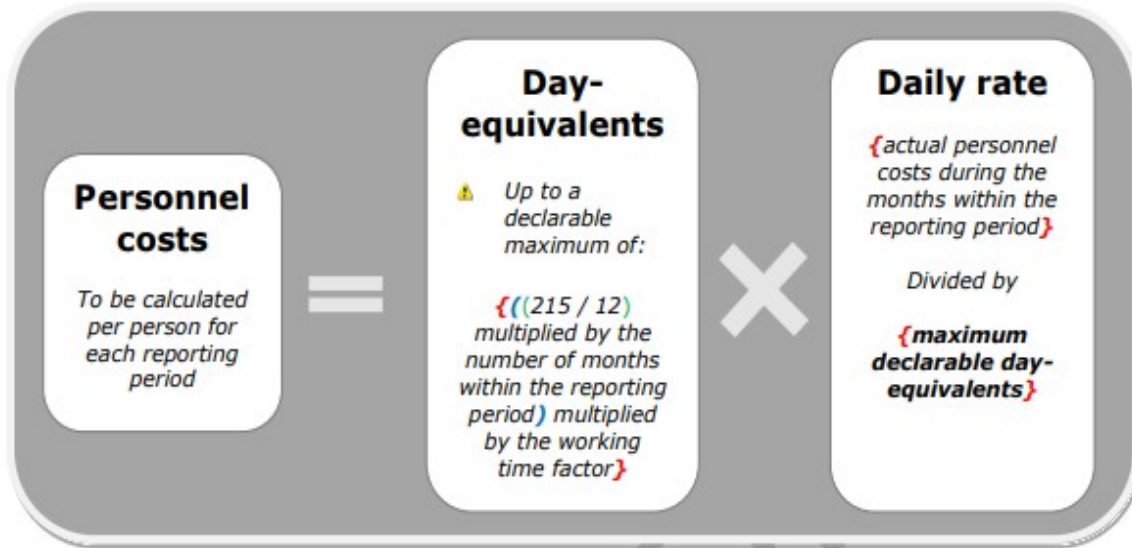 Personnel
costs
To be calculated
per person for
each reporting
period
=
Day-
equivalents
Up to a
declarable
maximum of:
{((215 / 12)
multiplied by the
number of months
within the reporting
period) multiplied
by the working
time factor}
×
Daily rate
{actual personnel
costs during the
months within the
reporting period}
Divided by
{maximum
declarable day-
equivalents}